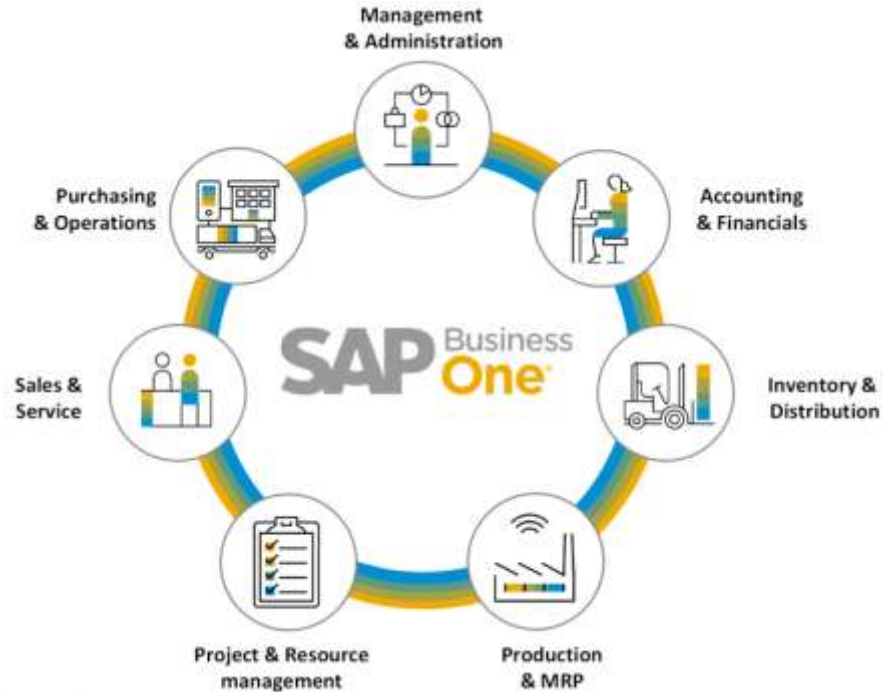 Management
& Administration
Purchasing
& Operations
Accounting
& Financials
SAP Business
One
Sales &
Service
Inventory &
Distribution
Project & Resource
management
Production
& MRP